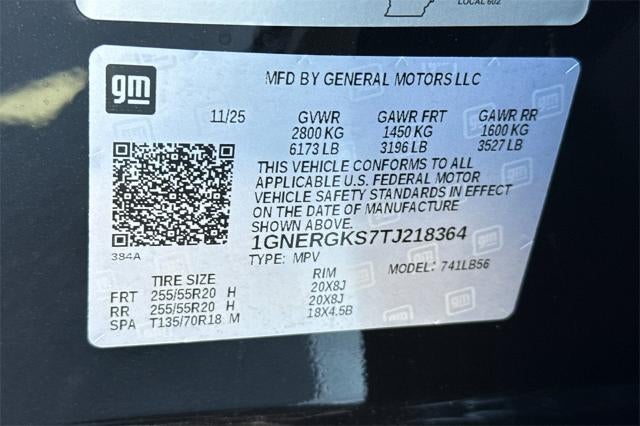 LOCAL 602
gm
MFD BY GENERAL MOTORS LLC
11/25 GVWR GAWR FRT GAWR RR
2800 KG 1450 KG 1600 KG
6173 LB 3196 LB 3527 LB
THIS VEHICLE CONFORMS TO ALL
APPLICABLE U.S. FEDERAL MOTOR
VEHICLE SAFETY STANDARDS IN EFFECT
ON THE DATE OF MANUFACTURE
SHOWN ABOVE.
1GNERGKS7TJ218364
384A
TYPE: MPV MODEL: 741LB56
TIRE SIZE RIM
FRT 255/55R20 H 20X8J
RR 255/55R20 H 20X8J
SPA T135/70R18 M 18X4.5B